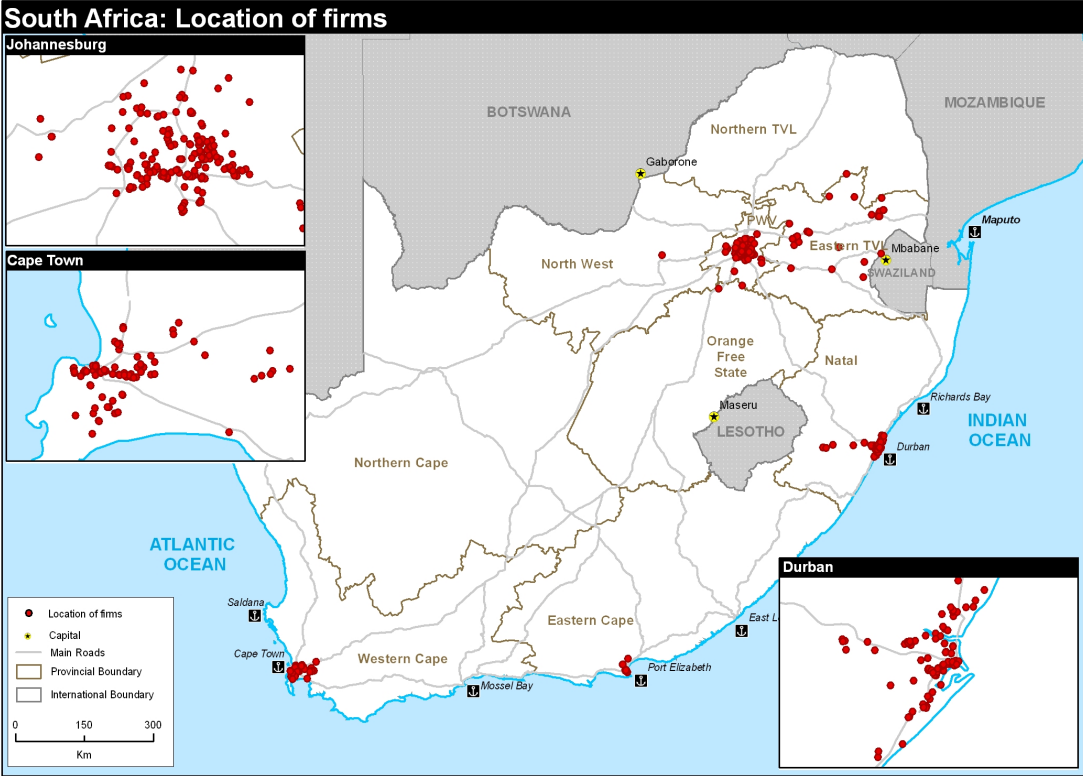 South Africa: Location of firms
Johannesburg
BOTSWANA
MOZAMBIQUE
Northern TVL
Gaborone
Maputo
PWV
Eastern TVL
Mbabane
SWAZILAND
North West
Cape Town
Orange
Free
State
Natal
Maseru
LESOTHO
Richards Bay
INDIAN
OCEAN
Durban
Northern Cape
ATLANTIC
OCEAN
Durban
Saldana
Cape Town
Western Cape
Eastern Cape
East L
Port Elizabeth
Mossel Bay
Location of firms
Capital
Main Roads
Provincial Boundary
International Boundary
0 150 300
Km